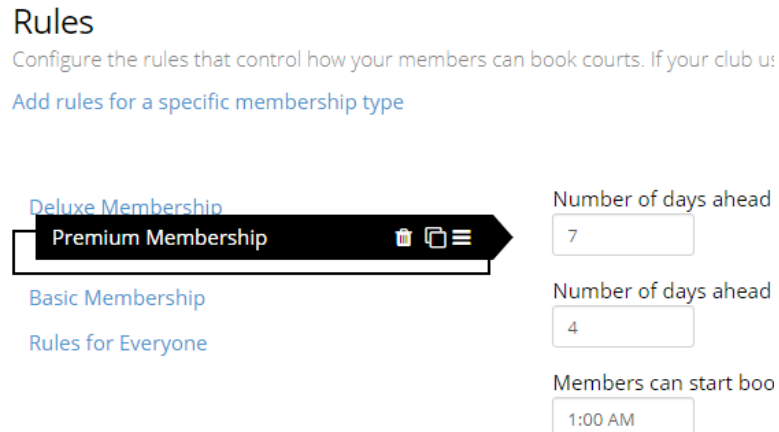 Rules
Configure the rules that control how your members can book courts. If your club
Add rules for a specific membership type
Deluxe Membership
Premium Membership
Basic Membership
Rules for Everyone
Number of days ahead
7
Number of days ahead
4
Members can start
1:00 AM